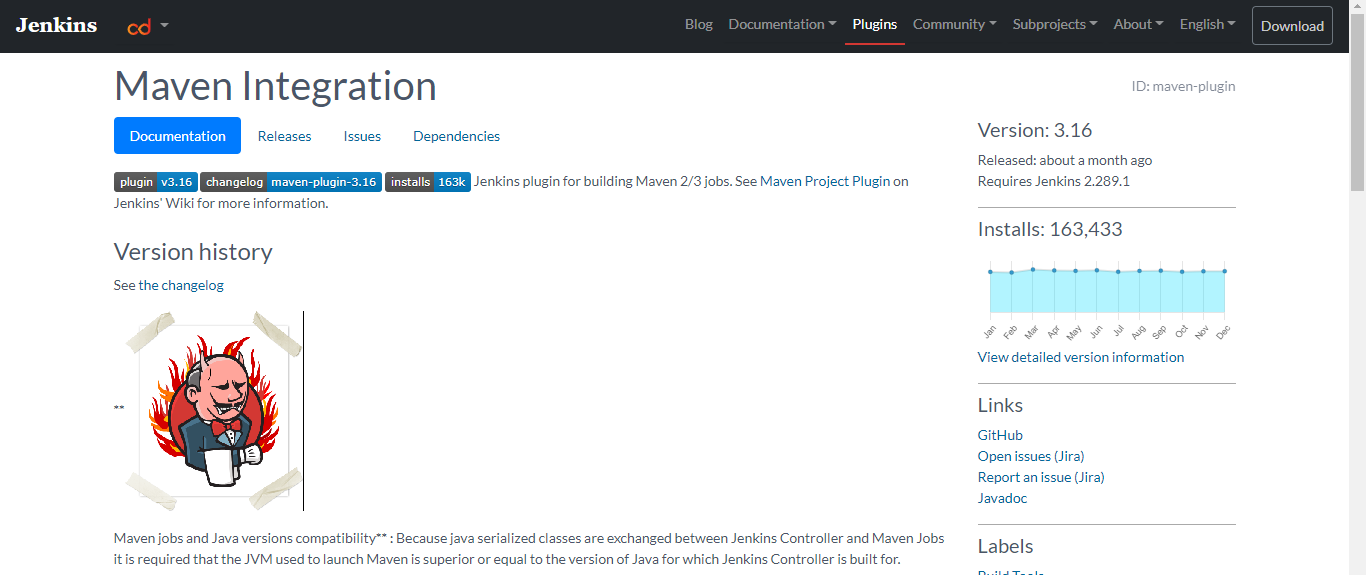 Jenkins cd Blog Documentation Plugins Community Subprojects About English Download
Maven Integration
ID: maven-plugin
Documentation Releases Issues Dependencies
plugin v3.16 changelog maven-plugin-3.16 installs 163k Jenkins plugin for building Maven 2/3 jobs. See Maven Project Plugin on
Jenkins' Wiki for more information.
Version history
See the changelog
**
Maven jobs and Java versions compatibility** : Because java serialized classes are exchanged between Jenkins Controller and Maven Jobs
it is required that the JVM used to launch Maven is superior or equal to the version of Java for which Jenkins Controller is built for.
Version: 3.16
Released: about a month ago
Requires Jenkins 2.289.1
Installs: 163,433
Jan Feb Mar Apr May Jun Jul Aug Sep Oct Nov Dec
View detailed version information
Links
GitHub
Open issues (Jira)
Report an issue (Jira)
Javadoc
Labels
Build Tools